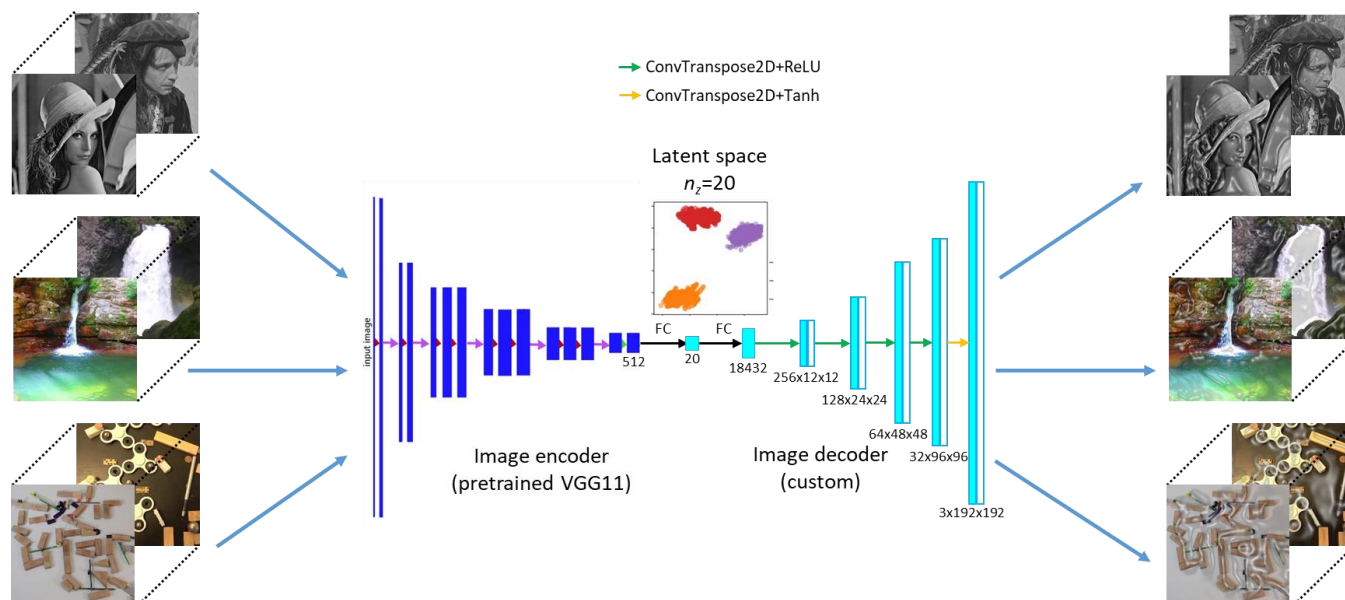 ConvTranspose2D+ReLU
ConvTranspose2D+Tanh
Latent space
n_z=20
input image
FC
FC
512
20
18432
256x12x12
128x24x24
64x48x48
32x96x96
3x192x192
Image encoder
(pretrained VGG11)
Image decoder
(custom)